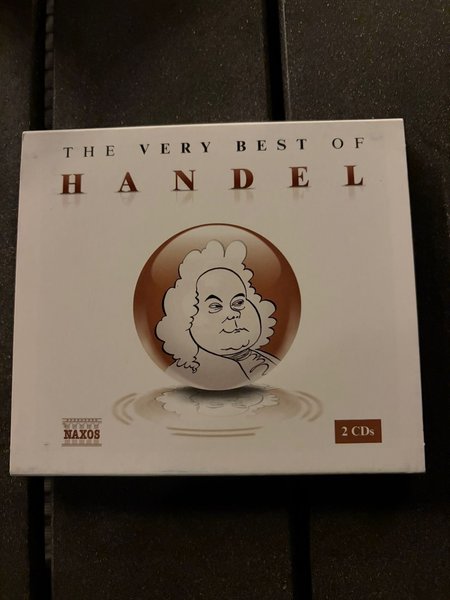 THE VERY BEST OF
HANDEL
NAXOS
2 CDs